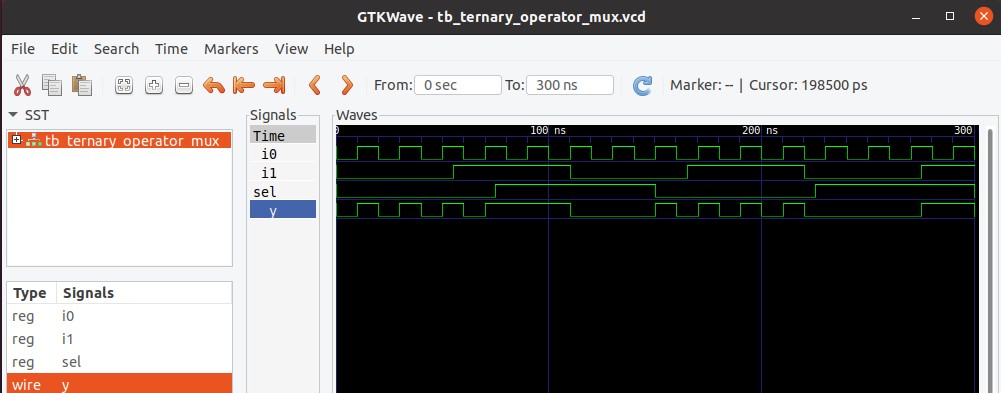 GTKWave - tb_ternary_operator_mux.vcd
File Edit Search Time Markers View Help
From: 0 sec To: 300 ns Marker: -- | Cursor: 198500 ps
SST
tb_ternary_operator_mux
Type Signals
reg i0
reg i1
reg sel
wire y
Signals
Time
i0
i1
sel
y
Waves
0 100 ns 200 ns 300